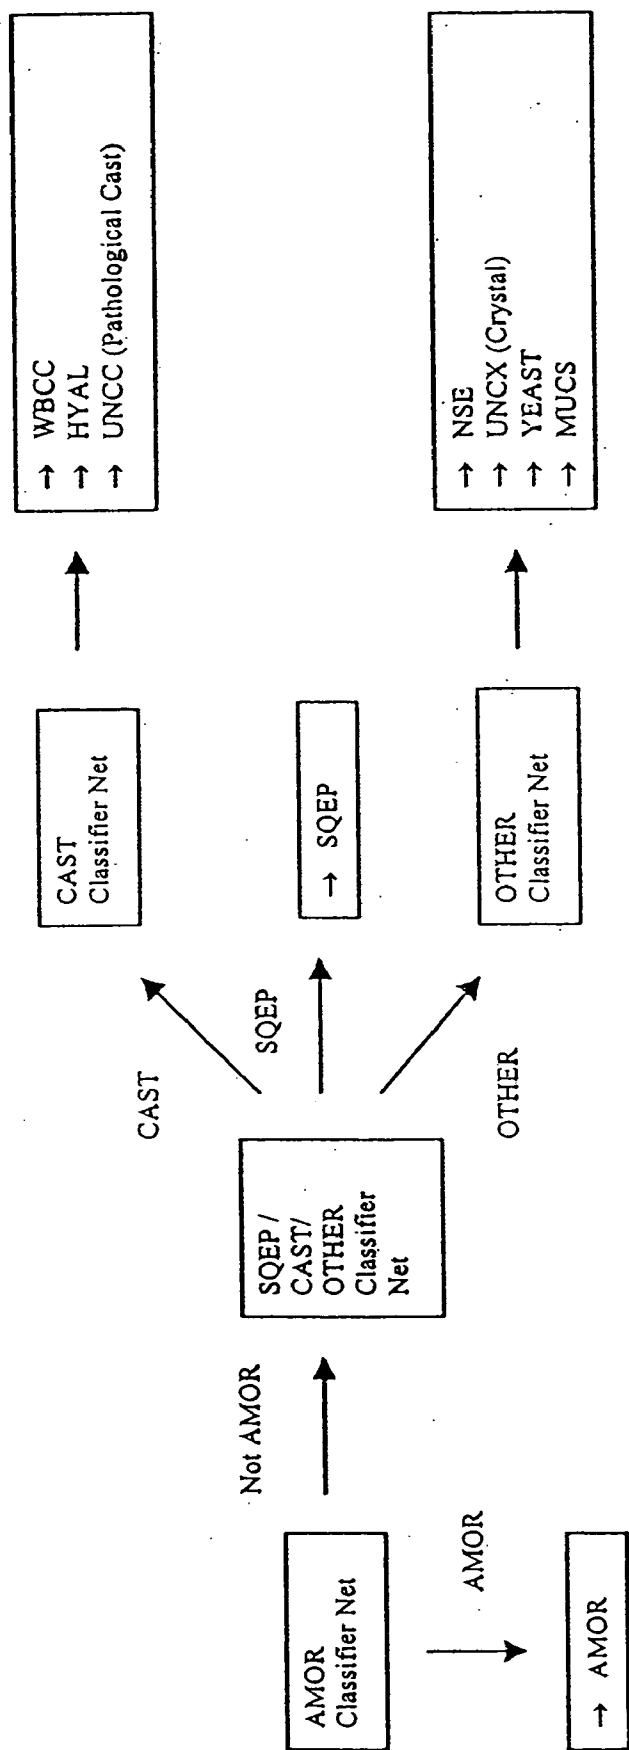 AMOR
Classifier Net
AMOR
→ AMOR
Not AMOR
SQEP /
CAST/
OTHER
Classifier
Net
CAST
SQEP
OTHER
CAST
Classifier Net
→ SQEP
OTHER
Classifier Net
→ WBCC
→ HYAL
→ UNCC (Pathological Cast)
→ NSE
→ UNCX (Crystal)
→ YEAST
→ MUCS